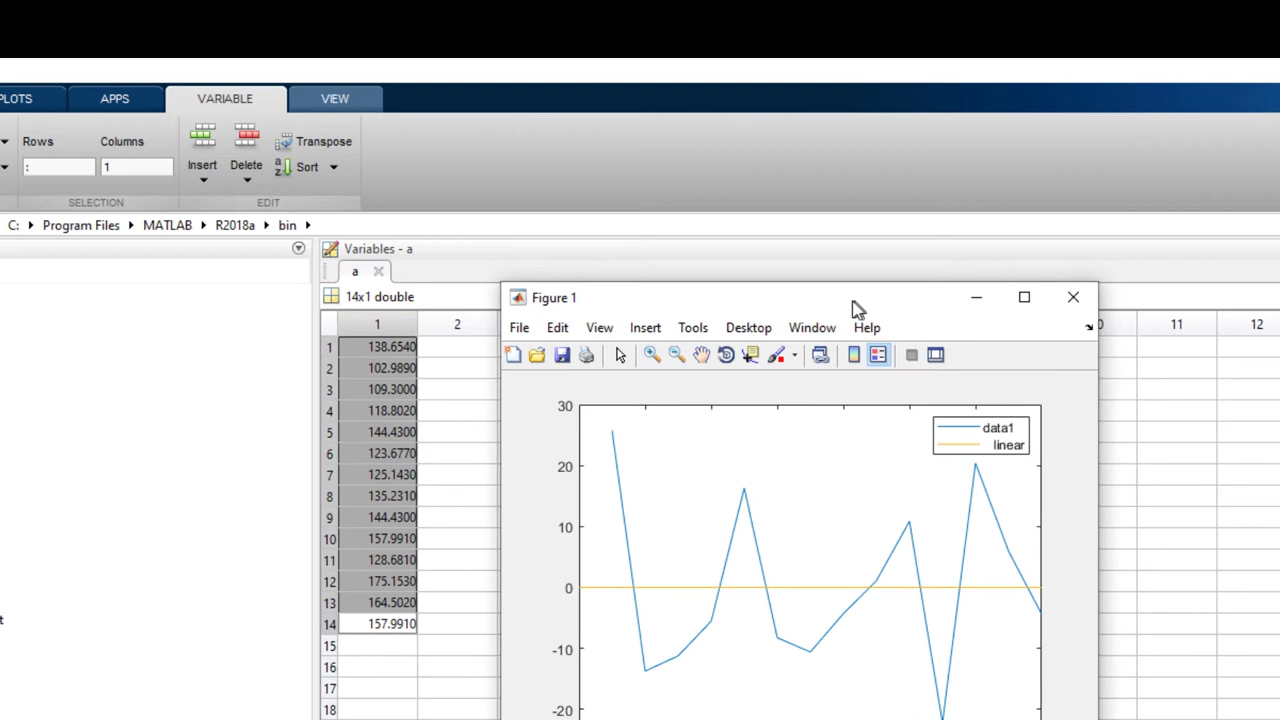 PLOTS APPS VARIABLE VIEW
Rows Columns
: 1
Insert Delete Transpose
Sort
SELECTION EDIT
C: Program Files MATLAB R2018a bin
Variables - a
a
14x1 double
1 2 11 12
1 138.6540
2 102.9890
3 109.3000
4 118.8020
5 144.4300
6 123.6770
7 125.1430
8 135.2310
9 144.4300
10 157.9910
11 128.6810
12 175.1530
13 164.5020
14 157.9910
15
16
17
18
Figure 1
File Edit View Insert Tools Desktop Window Help
30
20
10
0
-10
-20
data1
linear